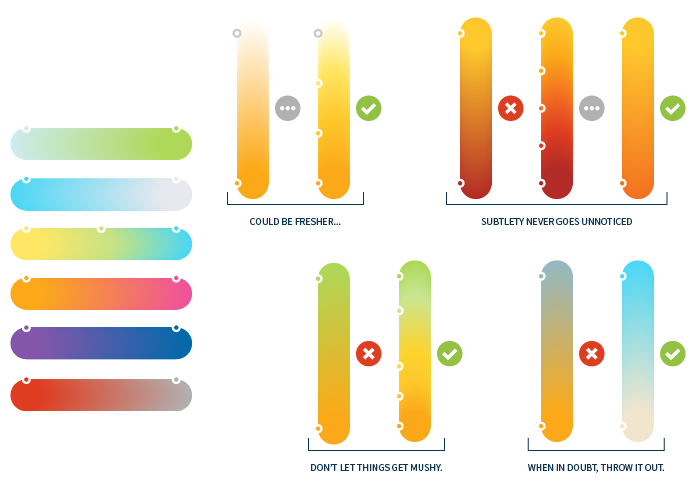 COULD BE FRESHER...
SUBTLETY NEVER GOES UNNOTICED
DON'T LET THINGS GET MUSHY.
WHEN IN DOUBT, THROW IT OUT.